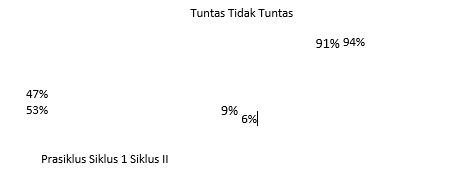 Tuntas Tidak Tuntas
91% 94%
47%
53%
9%
6%
Prasiklus Siklus 1 Siklus II